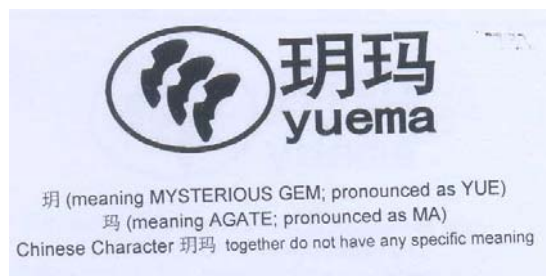 玥玛
yuema
玥 (meaning MYSTERIOUS GEM; pronounced as YUE)
玛 (meaning AGATE; pronounced as MA)
Chinese Character 玥玛 together do not have any specific meaning